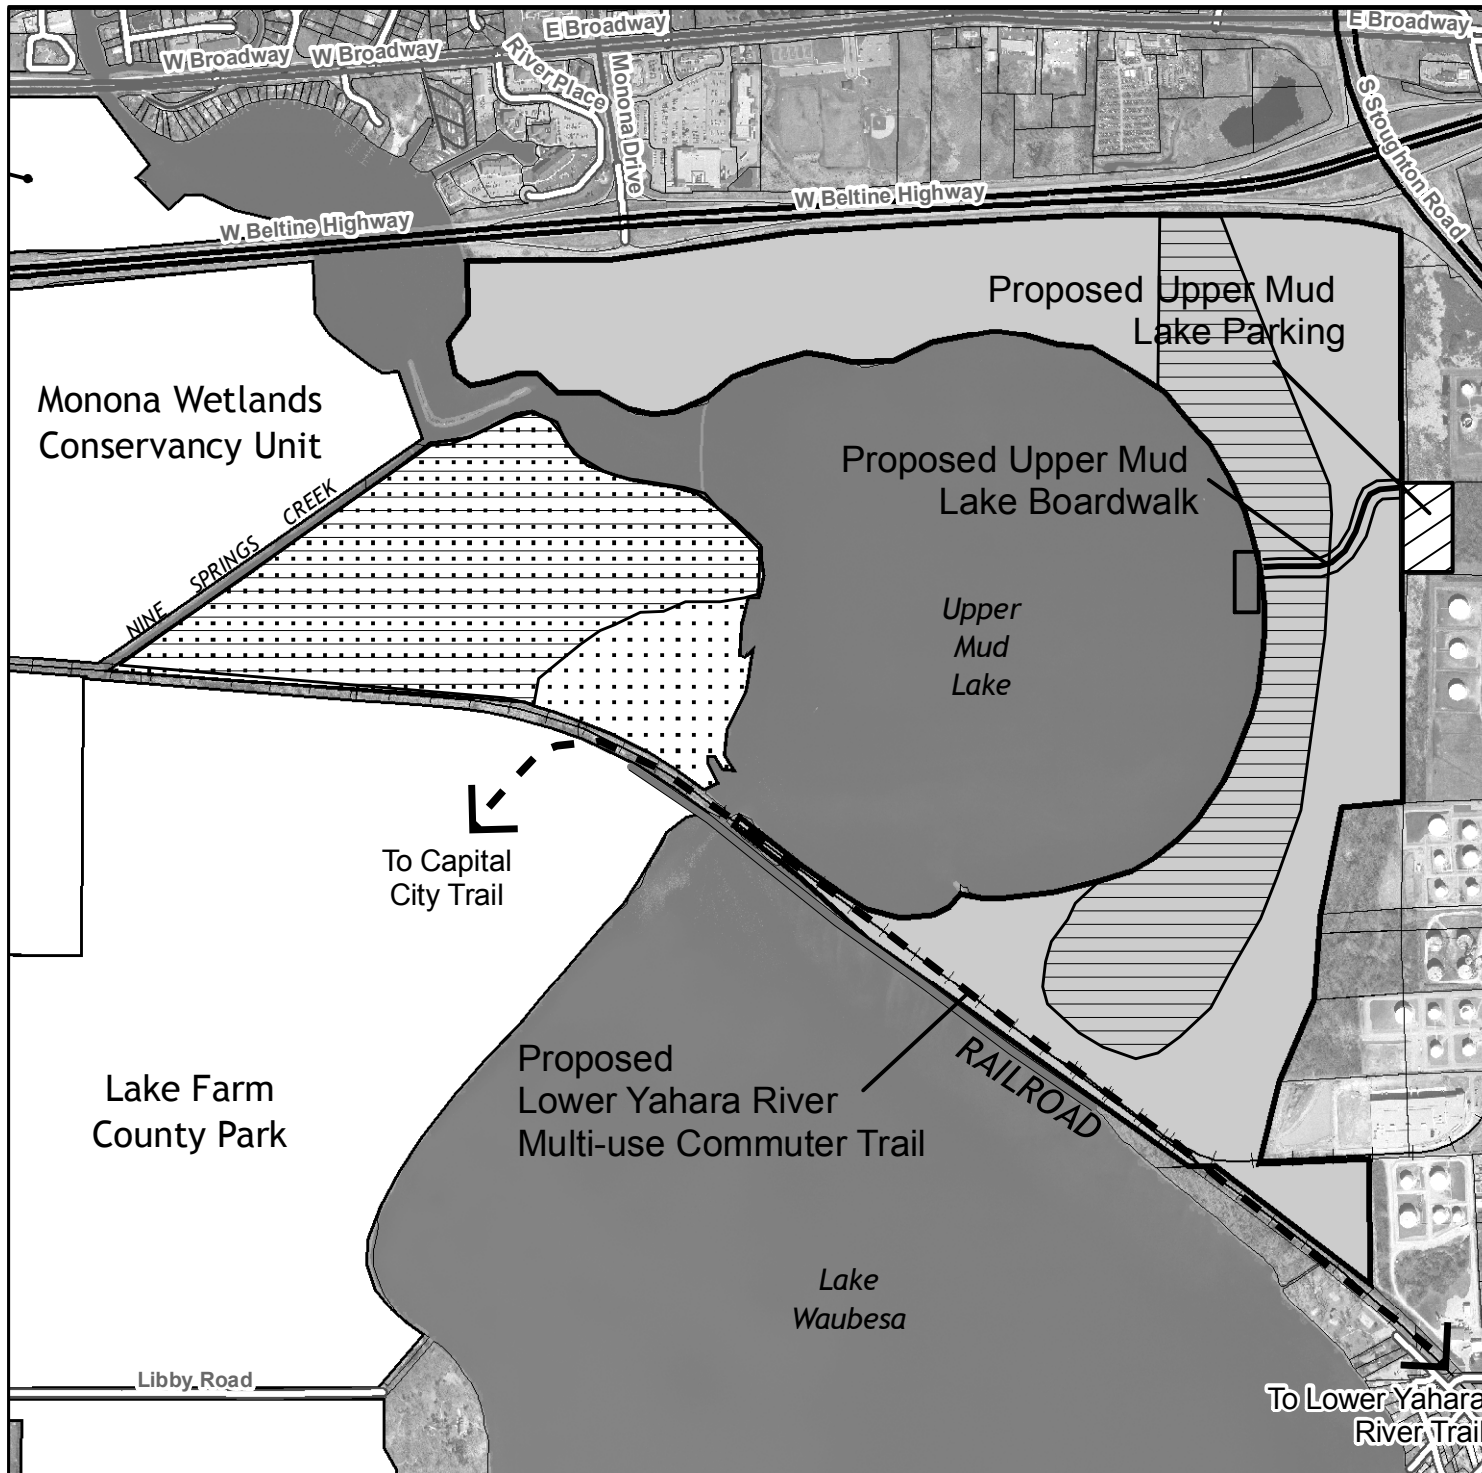 E Broadway
E Broadway
W Broadway
W Broadway
River Place
Monona Drive
S Stoughton Road
W Beltine Highway
W Beltine Highway
Proposed Upper Mud
Lake Parking
Monona Wetlands
Conservancy Unit
Proposed Upper Mud
Lake Boardwalk
NINE SPRINGS CREEK
Upper
Mud
Lake
To Capital
City Trail
Proposed
Lower Yahara River
Multi-use Commuter Trail
RAILROAD
Lake Farm
County Park
Lake
Waubesa
Libby Road
To Lower Yahara
River Trail